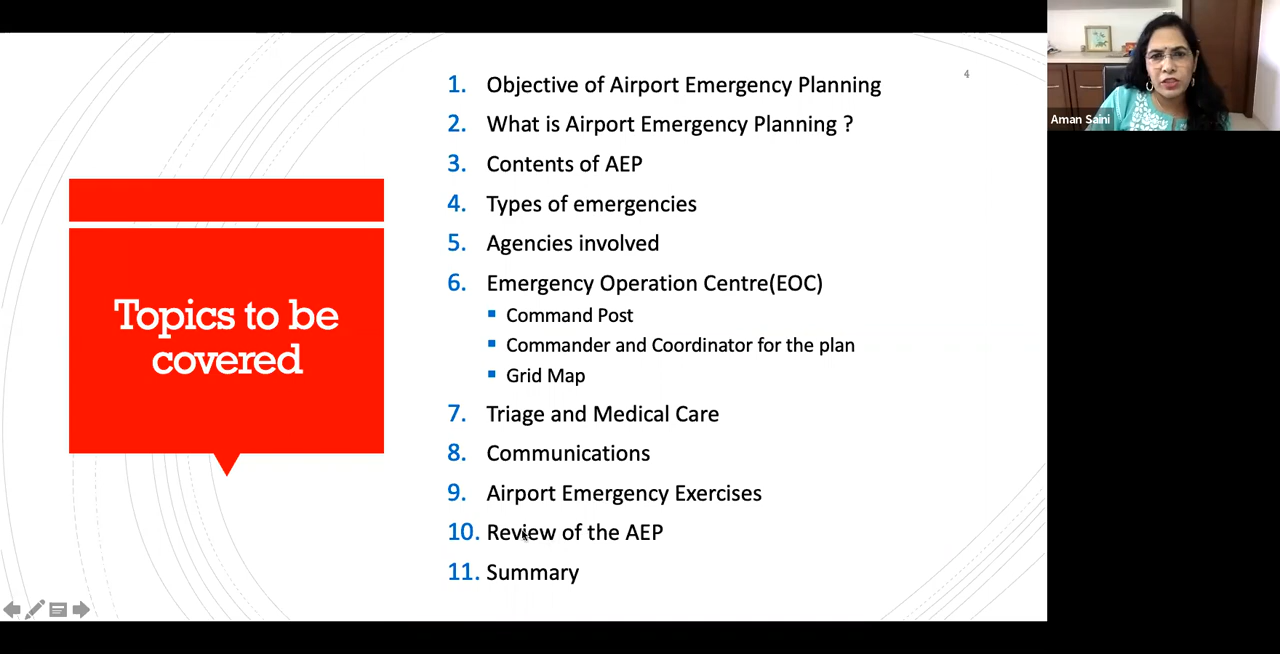 4
Topics to be
covered
1. Objective of Airport Emergency Planning
2. What is Airport Emergency Planning ?
3. Contents of AEP
4. Types of emergencies
5. Agencies involved
6. Emergency Operation Centre(EOC)
Command Post
Commander and Coordinator for the plan
Grid Map
7. Triage and Medical Care
8. Communications
9. Airport Emergency Exercises
10. Review of the AEP
11. Summary
Aman Saini